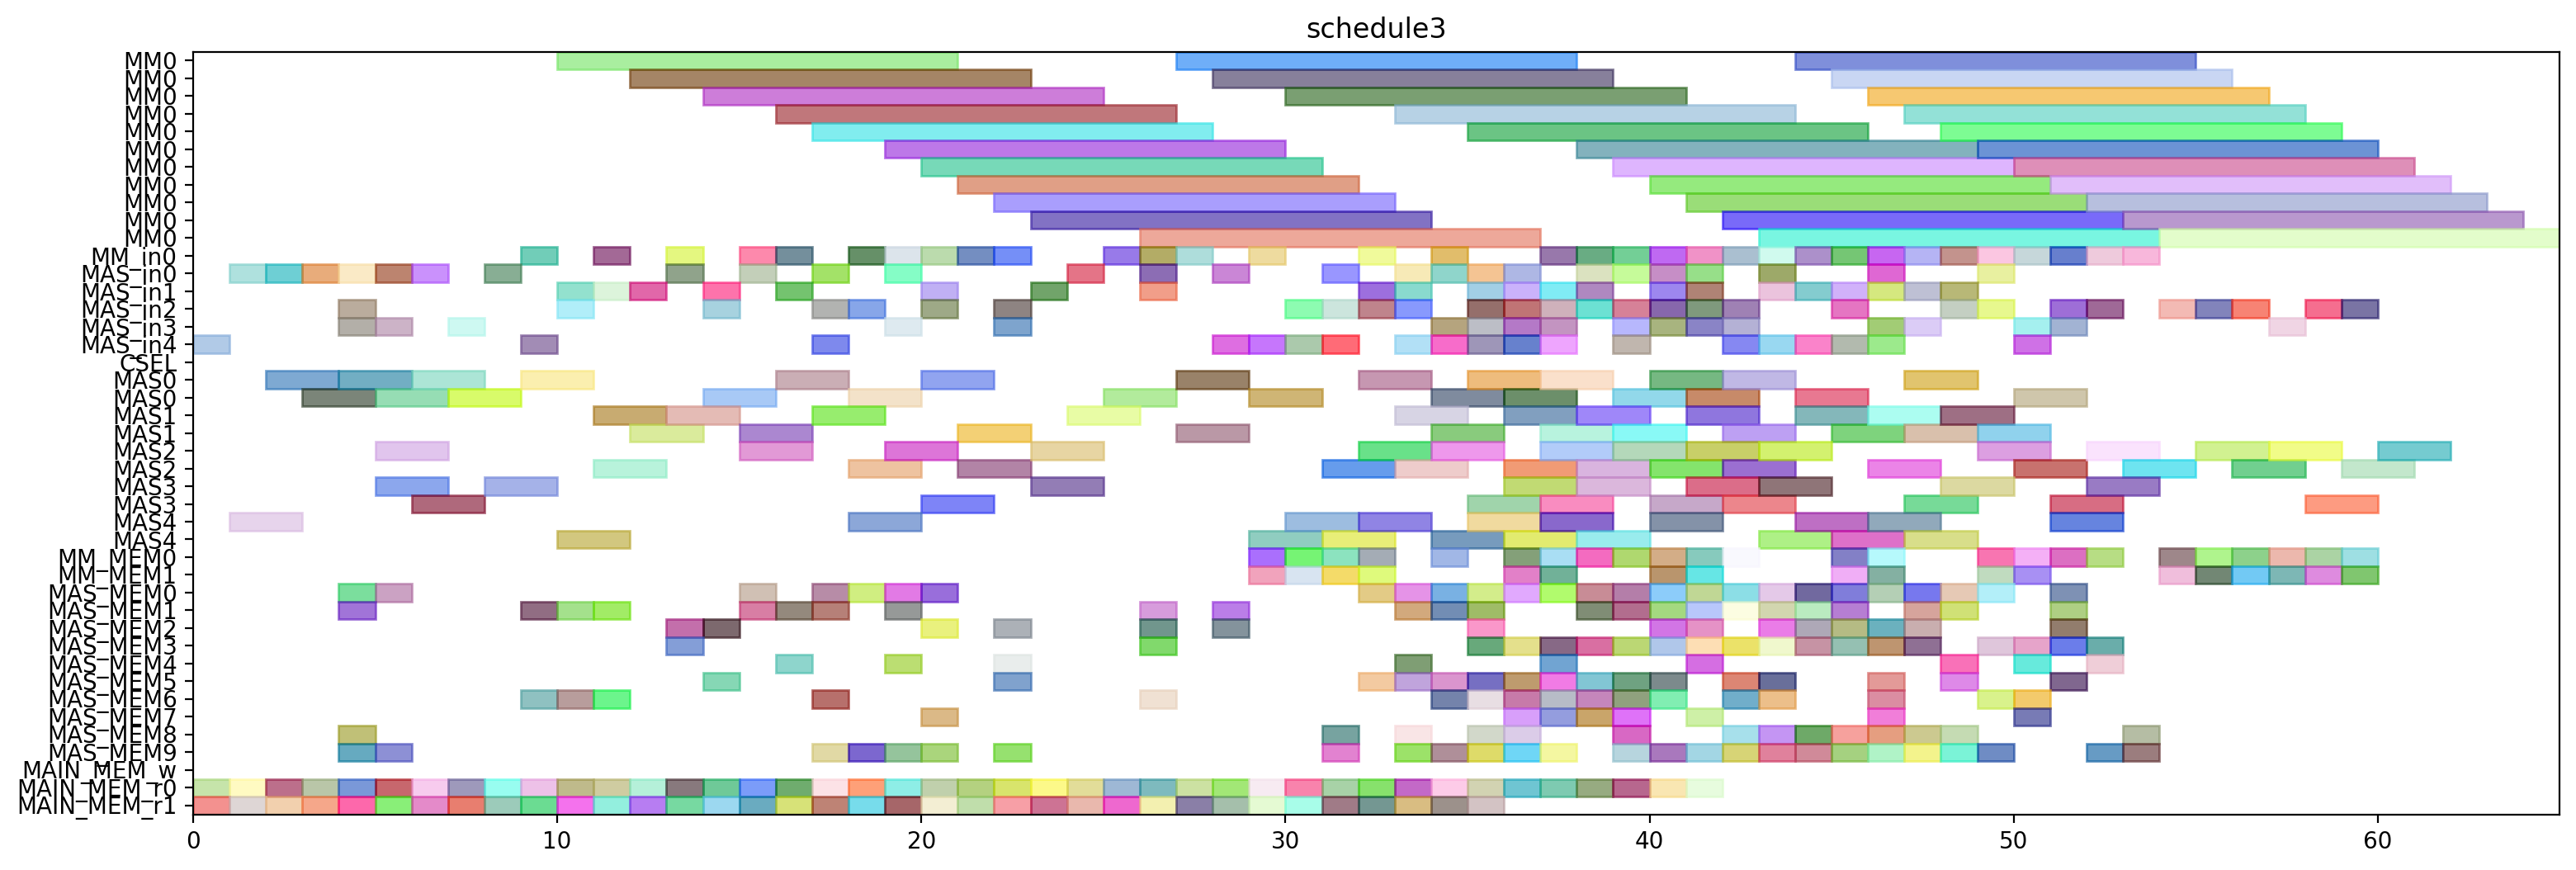 schedule3
MM0
MM0
MM0
MM0
MM0
MM0
MM0
MM0
MM0
MM0
MM0
MM_in0
MAS_in0
MAS_in1
MAS_in2
MAS_in3
MAS_in4
CSEL
MAS0
MAS0
MAS1
MAS1
MAS2
MAS2
MAS3
MAS3
MAS4
MAS4
MM_MEM0
MM_MEM1
MAS_MEM0
MAS_MEM1
MAS_MEM2
MAS_MEM3
MAS_MEM4
MAS_MEM5
MAS_MEM6
MAS_MEM7
MAS_MEM8
MAS_MEM9
MAIN_MEM_w
MAIN_MEM_r0
MAIN_MEM_r1
0 10 20 30 40 50 60